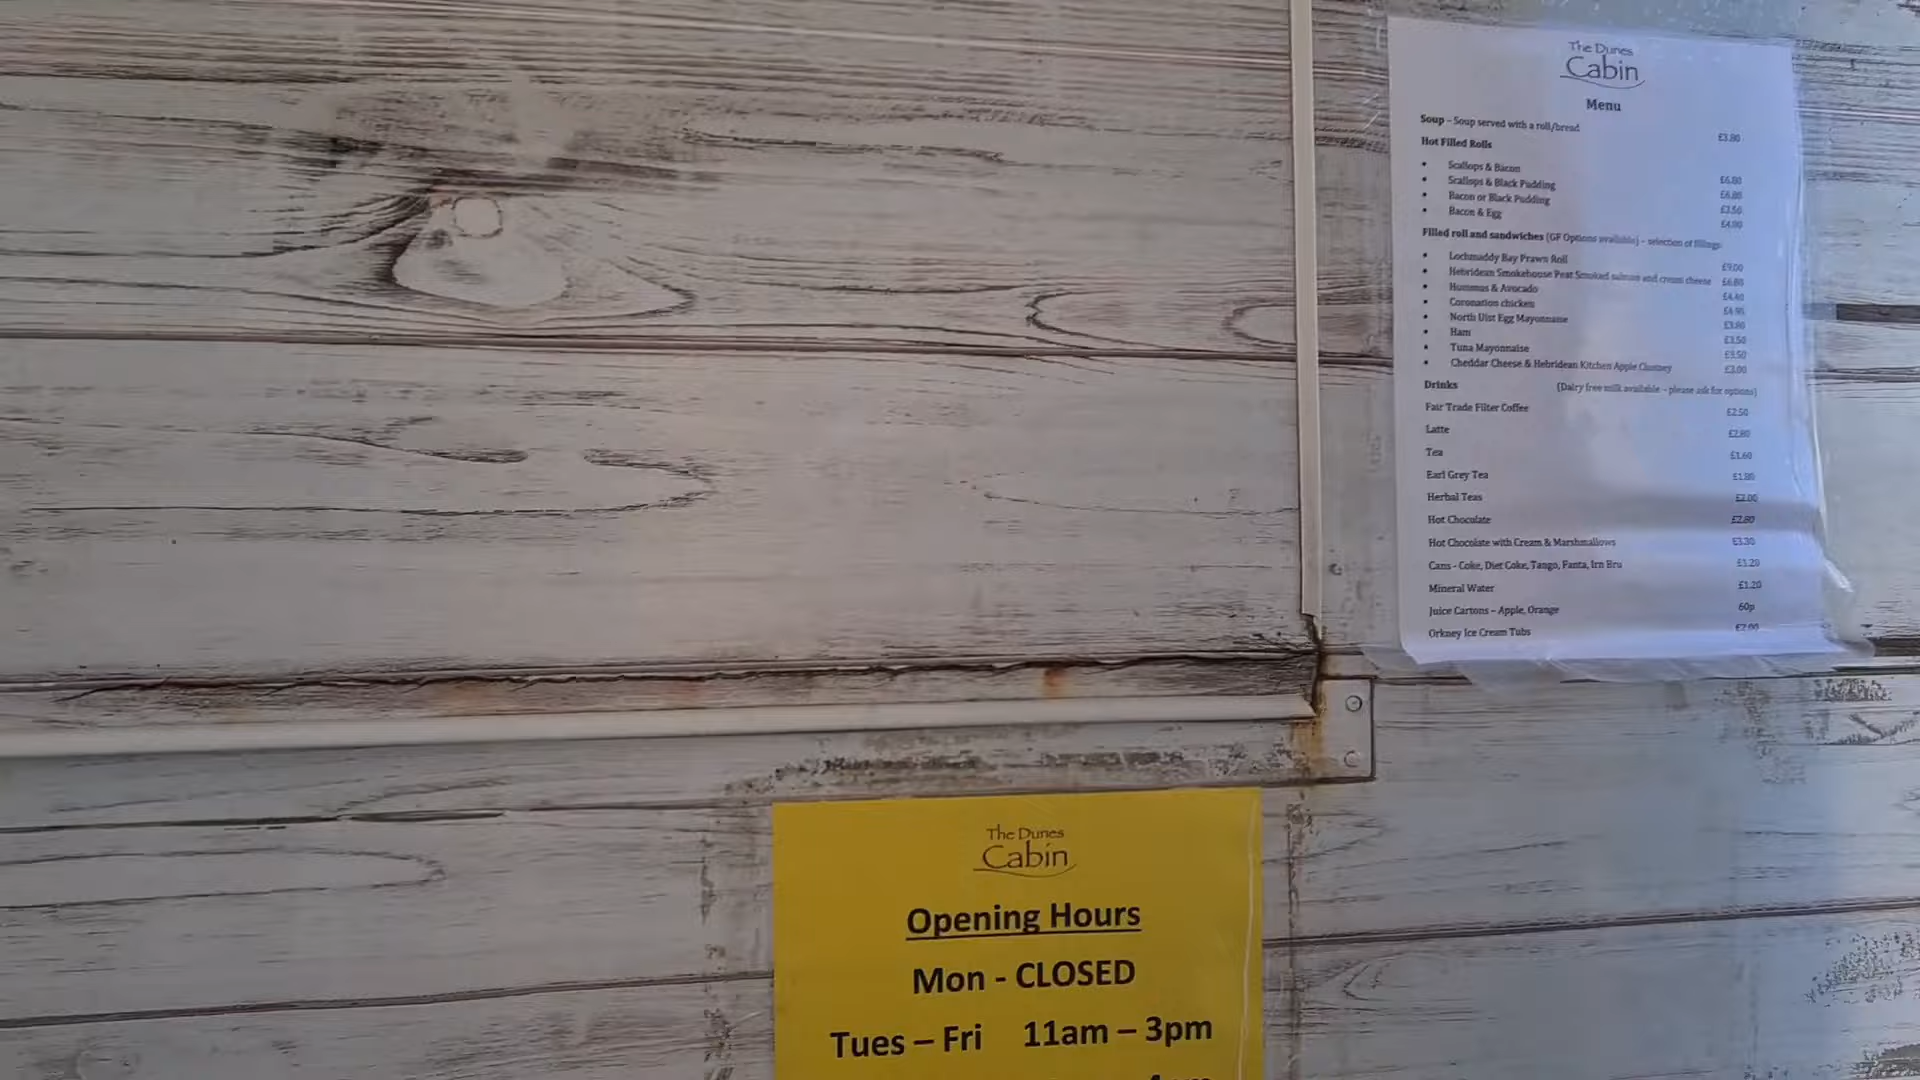 The Dunes
Cabin
Menu
Soup – Soup served with a roll/bread £3.80
Hot Filled Rolls
• Scallops & Bacon £6.80
• Scallops & Black Pudding £6.80
• Bacon or Black Pudding £3.50
• Bacon & Egg
Filled roll and sandwiches (GF Options available) – selection of fillings
• Lochmaddy Bay Prawn Roll £9.00
• Hebridean Smokehouse Peat Smoked salmon and cream cheese £6.80
• Hummus & Avocado
• Coronation chicken
• North Uist Egg Mayonnaise £3.80
• Ham £3.50
• Tuna Mayonnaise
• Cheddar Cheese & Hebridean Kitchen Apple Chutney £3.00
Drinks (Dairy free milk available – please ask for options)
Fair Trade Filter Coffee £2.50
Latte £2.80
Tea £1.60
Earl Grey Tea £1.80
Herbal Teas £2.00
Hot Chocolate £2.80
Hot Chocolate with Cream & Marshmallows £3.30
Cans - Coke, Diet Coke, Tango, Fanta, Irn Bru £1.20
Mineral Water £1.20
Juice Cartons – Apple, Orange 60p
Orkney Ice Cream Tubs £2.00
The Dunes
Cabin
Opening Hours
Mon - CLOSED
Tues – Fri 11am – 3pm